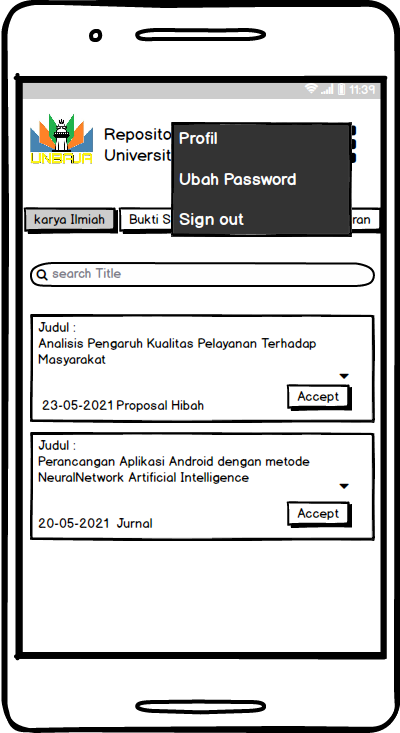 11:39
UNBAJA
Reposito
Universit
Profil
Ubah Password
Sign out
karya Ilmiah
Bukti S
ran
search Title
Judul :
Analisis Pengaruh Kualitas Pelayanan Terhadap
Masyarakat
23-05-2021 Proposal Hibah
Accept
Judul :
Perancangan Aplikasi Android dengan metode
NeuralNetwork Artificial Intelligence
20-05-2021 Jurnal
Accept